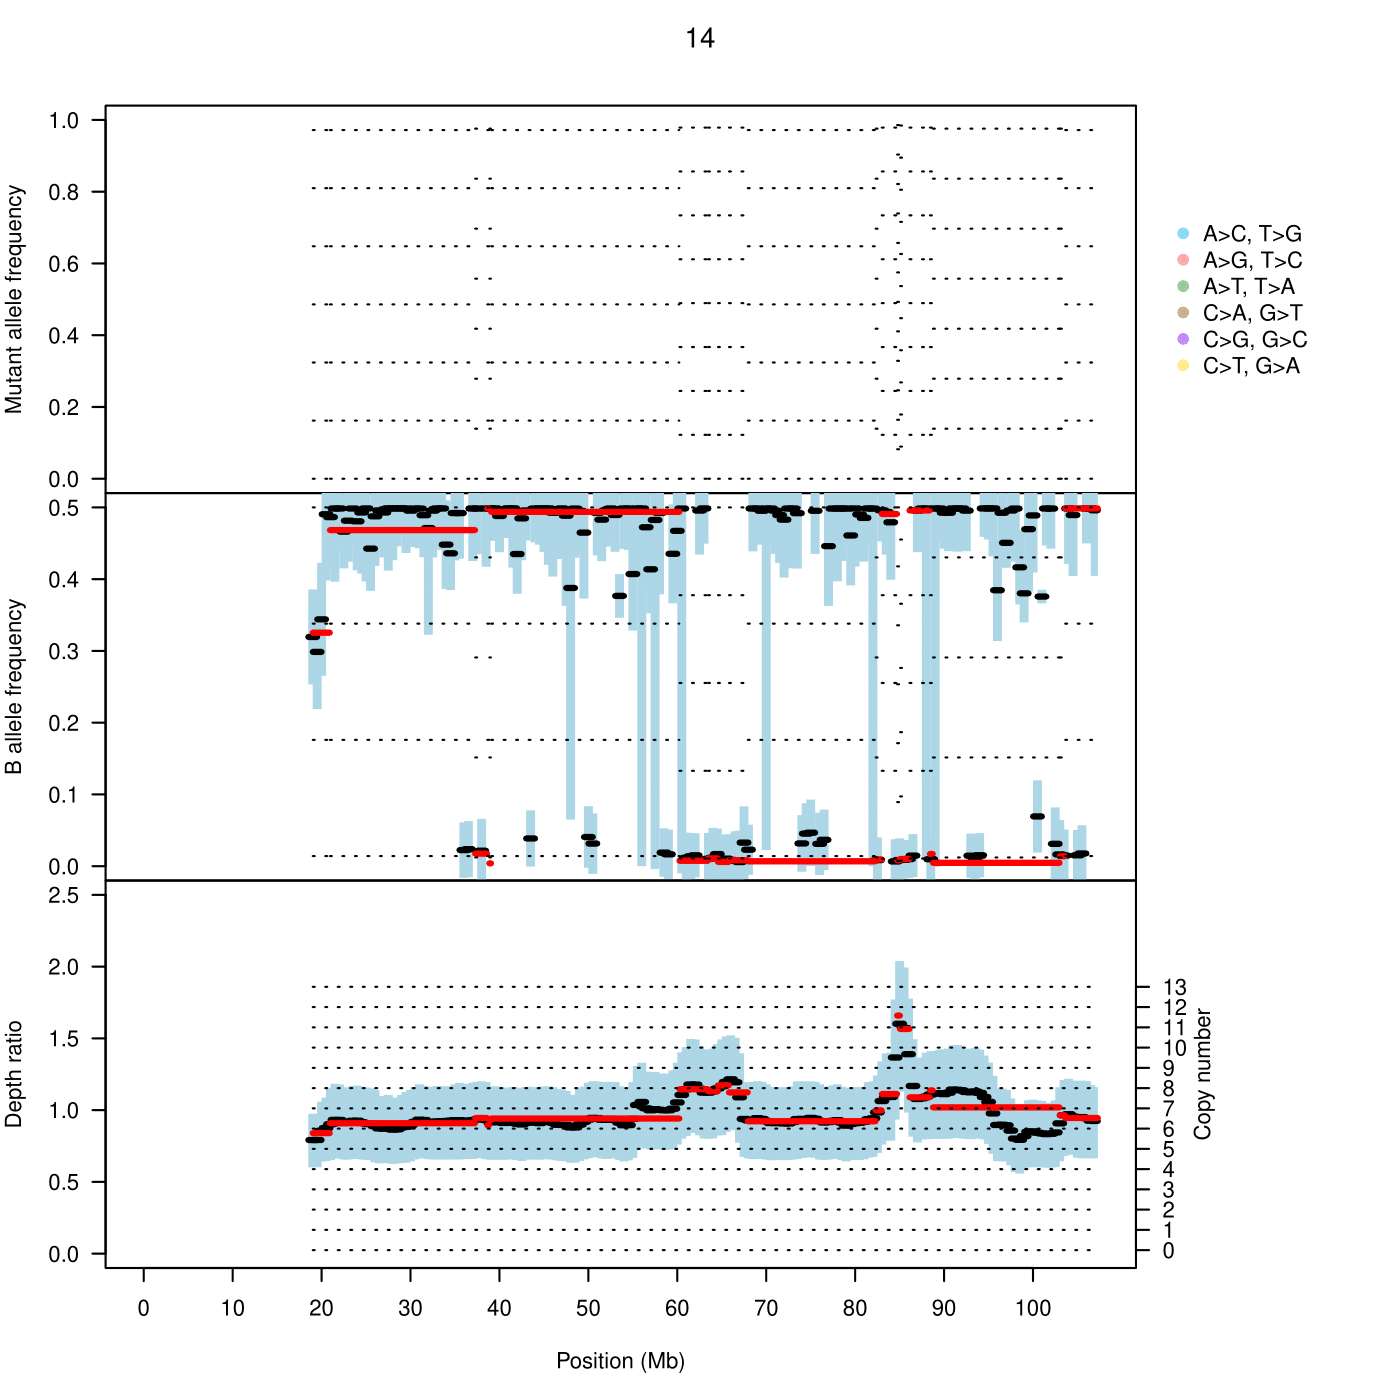 14
Mutant allele frequency
1.0
0.8
0.6
0.4
0.2
0.0
A>C, T>G
A>G, T>C
A>T, T>A
C>A, G>T
C>G, G>C
C>T, G>A
B allele frequency
0.5
0.4
0.3
0.2
0.1
0.0
Depth ratio
2.5
2.0
1.5
1.0
0.5
0.0
13
12
11
10
9
8
7
6
5
4
3
2
1
0
Copy number
0 10 20 30 40 50 60 70 80 90 100
Position (Mb)